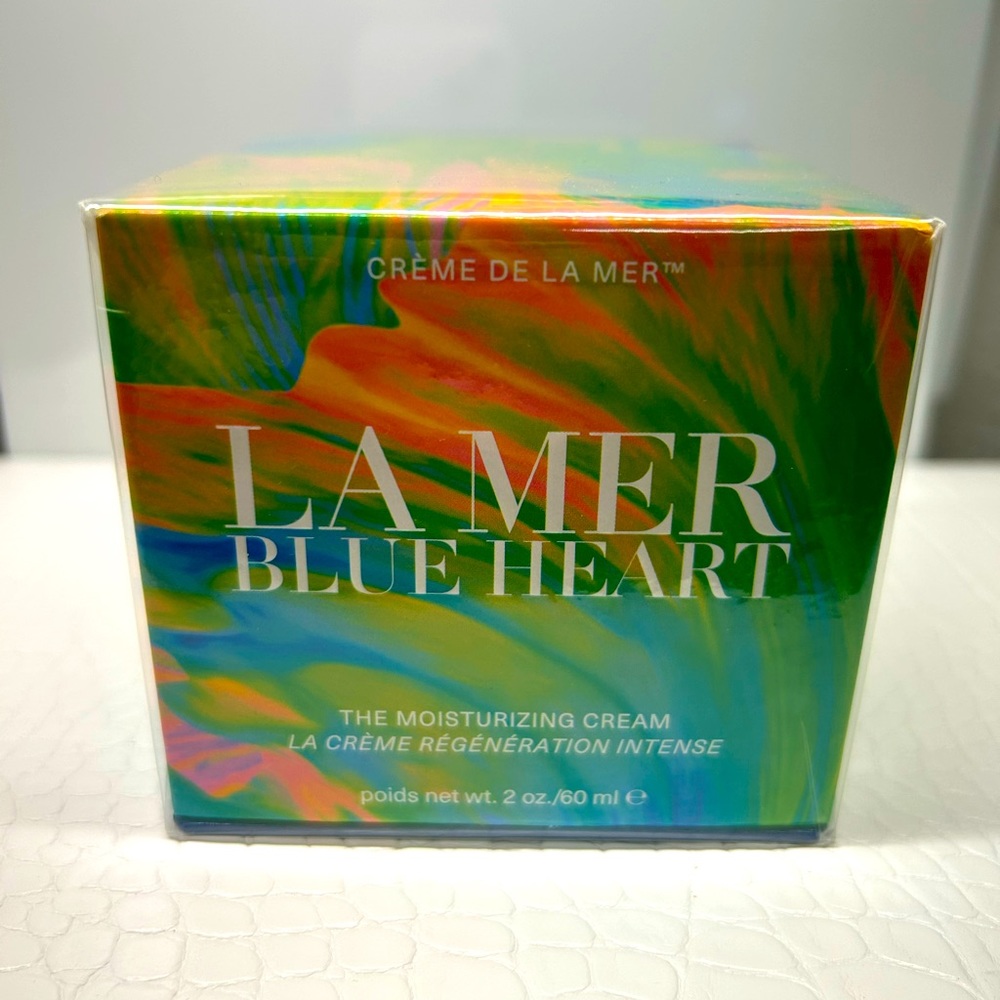 CRÈME DE LA MER™
LA MER
BLUE HEART
THE MOISTURIZING CREAM
LA CRÈME RÉGÉNÉRATION INTENSE
poids net wt. 2 oz./60 ml ℮